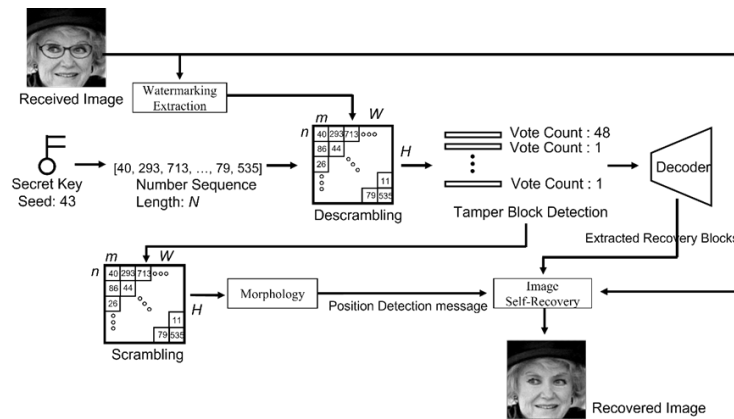 Received Image
Watermarking
Extraction
Secret Key
Seed: 43
[40, 293, 713, ..., 79, 535]
Number Sequence
Length: N
m
W
n
40 293 713
86 44
26
11
79 535
H
Descrambling
Vote Count : 48
Vote Count : 1
Vote Count : 1
Tamper Block Detection
Decoder
Extracted Recovery Blocks
m
W
n
40 293 713
86 44
26
11
79 535
H
Scrambling
Morphology
Position Detection message
Image
Self-Recovery
Recovered Image